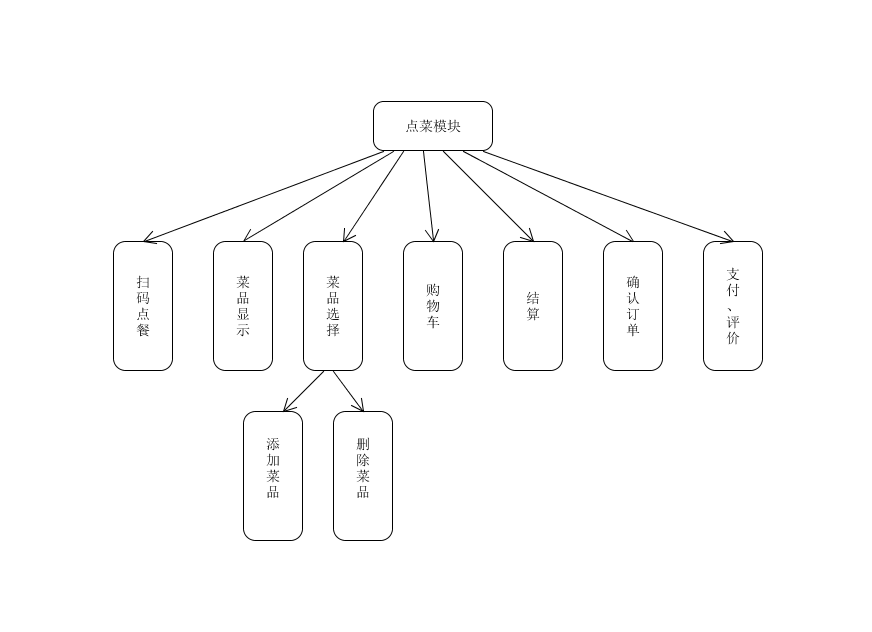 点菜模块
扫码点餐
菜品显示
菜品选择
购物车
结算
确认订单
支付、评价
添加菜品
删除菜品